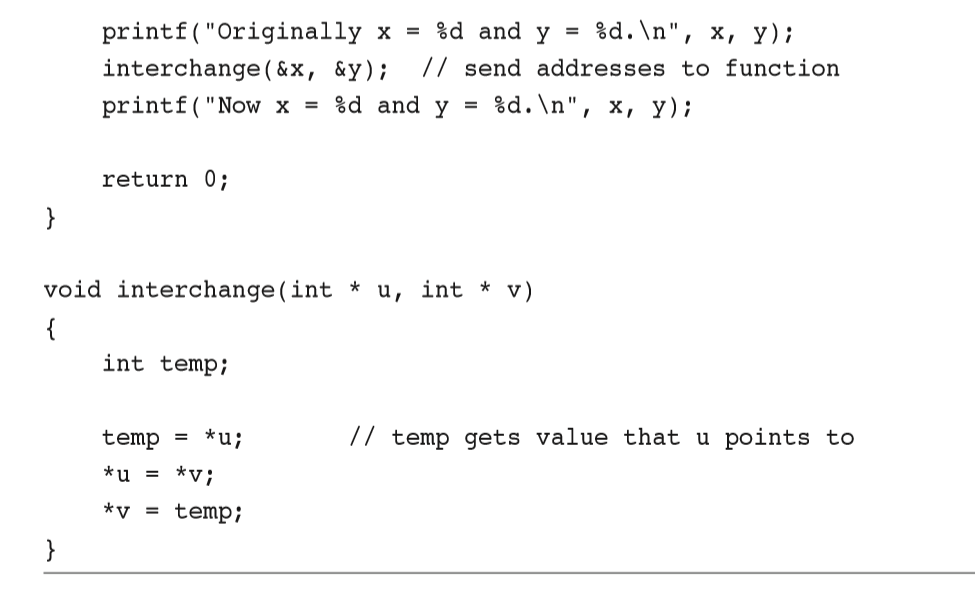 printf("Originally x = %d and y = %d.\n", x, y);
interchange(&x, &y);  // send addresses to function
printf("Now x = %d and y = %d.\n", x, y);
return 0;
}
void interchange(int * u, int * v)
{
int temp;
temp = *u;       // temp gets value that u points to
*u = *v;
*v = temp;
}